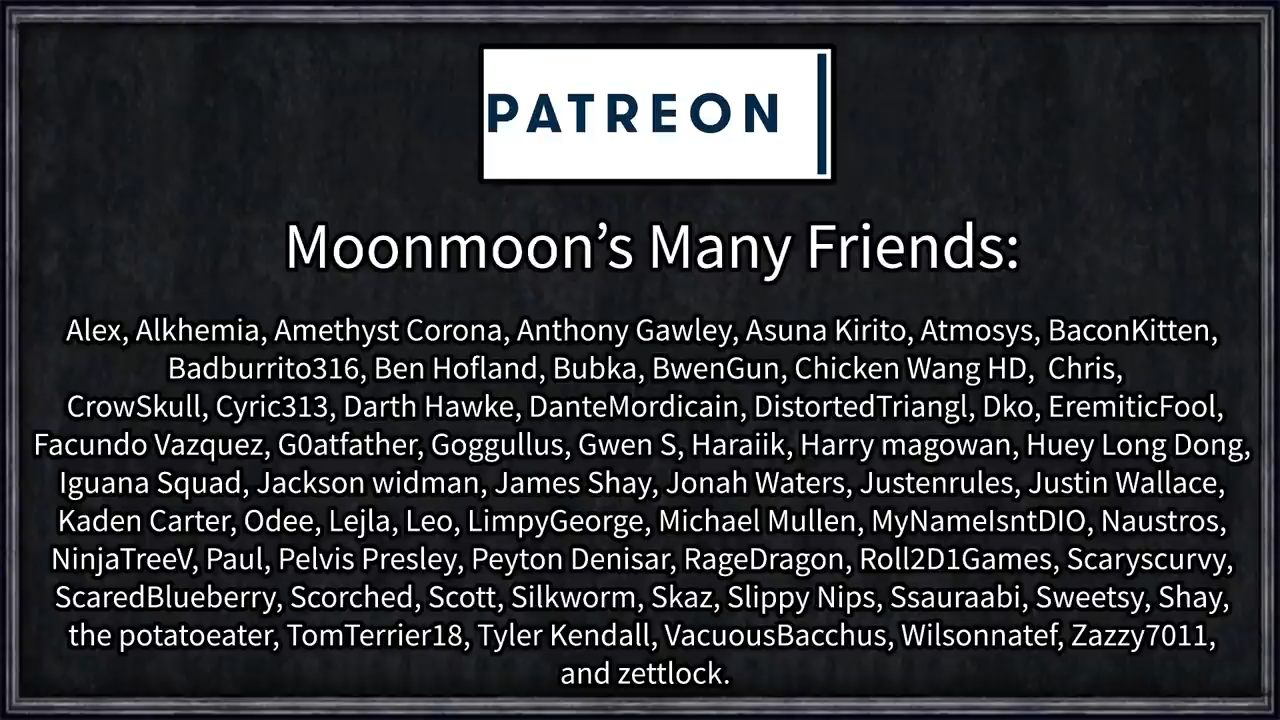 PATREON
Moonmoon’s Many Friends:
Alex, Alkhemia, Amethyst Corona, Anthony Gawley, Asuna Kirito, Atmosys, BaconKitten,
Badburrito316, Ben Hofland, Bubka, BwenGun, Chicken Wang HD,  Chris,
CrowSkull, Cyric313, Darth Hawke, DanteMordicain, DistortedTriangl, Dko, EremiticFool,
Facundo Vazquez, G0atfather, Goggullus, Gwen S, Haraiik, Harry magowan, Huey Long Dong,
Iguana Squad, Jackson widman, James Shay, Jonah Waters, Justenrules, Justin Wallace,
Kaden Carter, Odee, Lejla, Leo, LimpyGeorge, Michael Mullen, MyNameIsntDIO, Naustros,
NinjaTreeV, Paul, Pelvis Presley, Peyton Denisar, RageDragon, Roll2D1Games, Scaryscurvy,
ScaredBlueberry, Scorched, Scott, Silkworm, Skaz, Slippy Nips, Ssauraabi, Sweetsy, Shay,
the potatoeater, TomTerrier18, Tyler Kendall, VacuousBacchus, Wilsonnatef, Zazzy7011,
and zettlock.